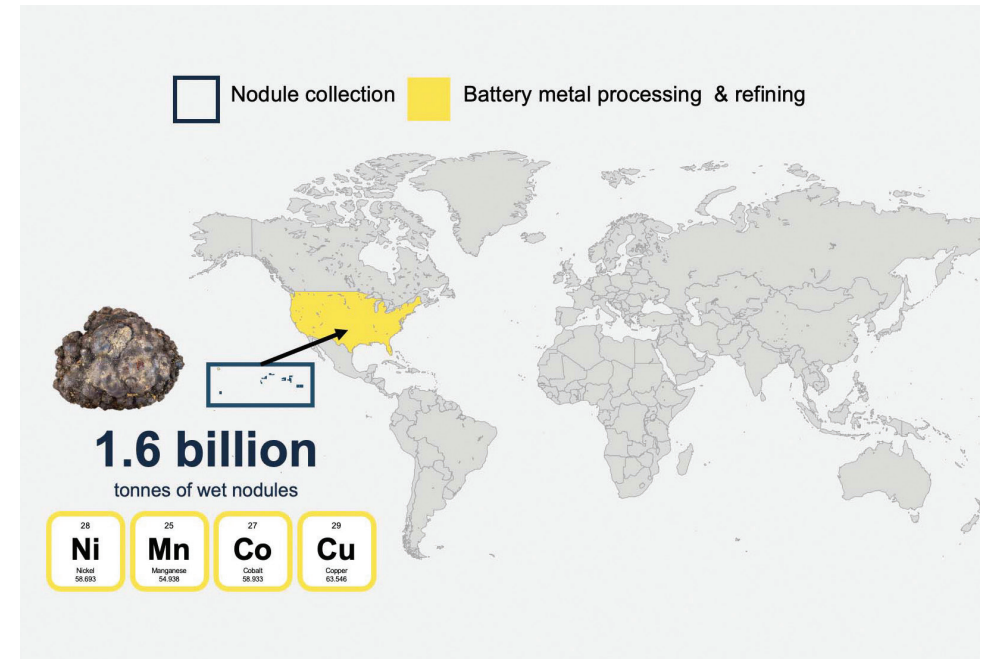 Nodule collection
Battery metal processing & refining
1.6 billion
tonnes of wet nodules
28
Ni
Nickel
58.693
25
Mn
Manganese
54.938
27
Co
Cobalt
58.933
29
Cu
Copper
63.546